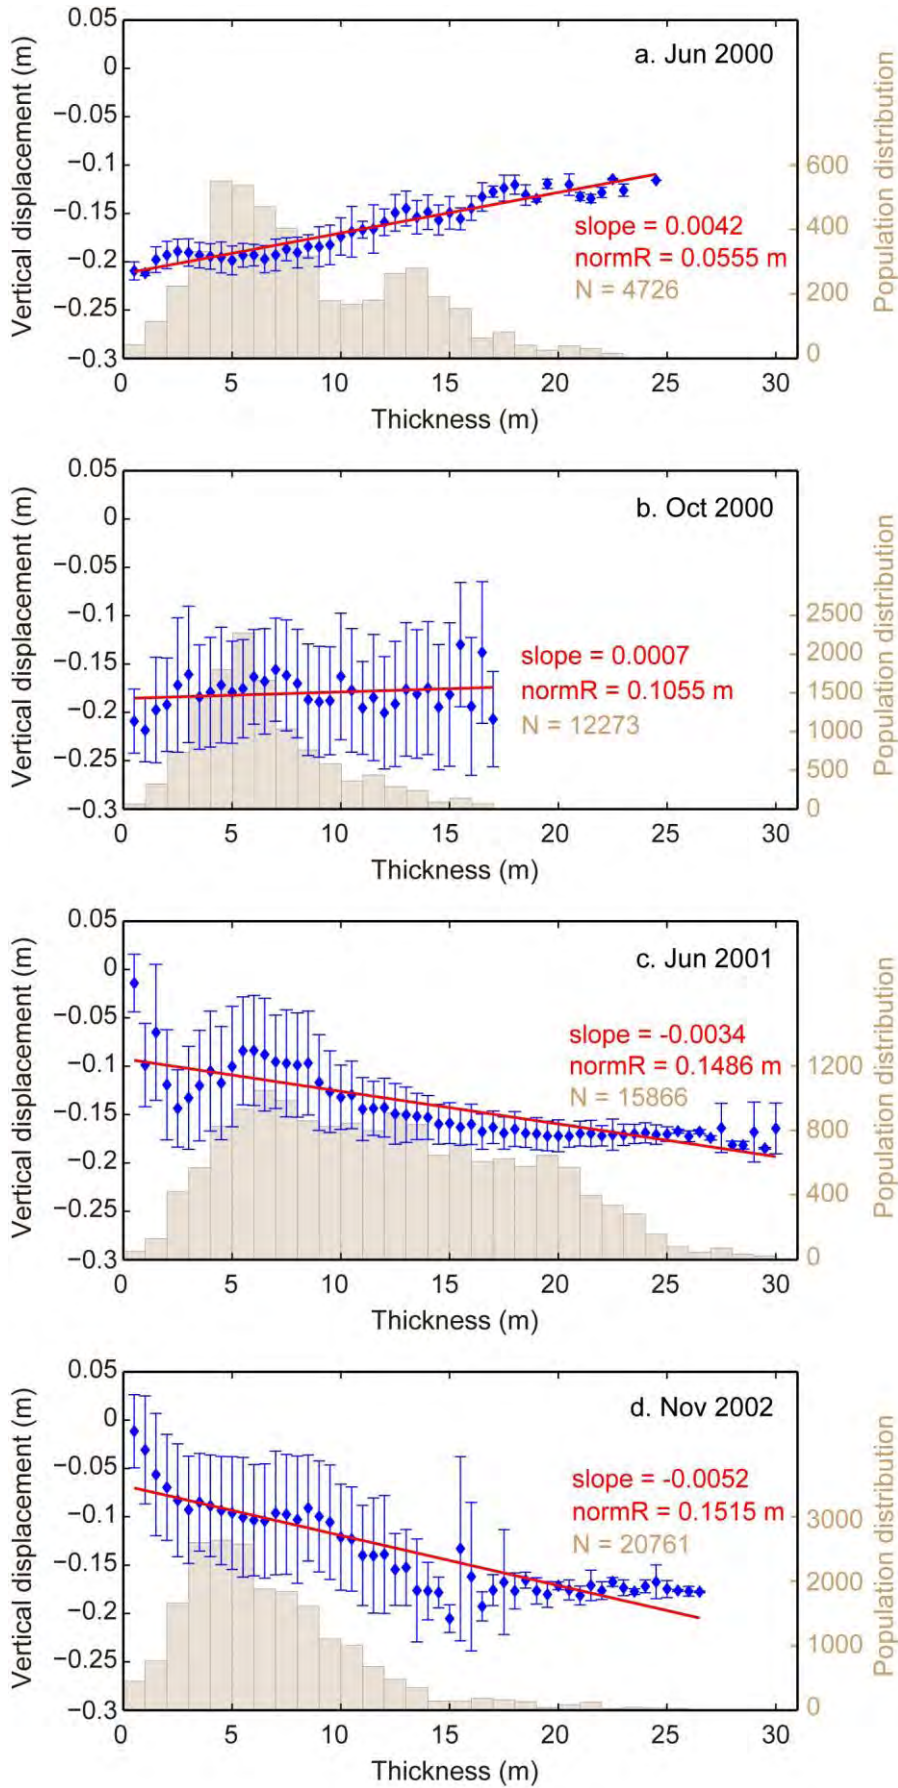 a. Jun 2000
Vertical displacement (m)
0.05
0
−0.05
−0.1
−0.15
−0.2
−0.25
−0.3
slope = 0.0042
normR = 0.0555 m
N = 4726
600
400
200
0
Population distribution
0 5 10 15 20 25 30
Thickness (m)
b. Oct 2000
Vertical displacement (m)
0.05
0
−0.05
−0.1
−0.15
−0.2
−0.25
−0.3
slope = 0.0007
normR = 0.1055 m
N = 12273
2500
2000
1500
1000
500
0
Population distribution
0 5 10 15 20 25 30
Thickness (m)
c. Jun 2001
Vertical displacement (m)
0.05
0
−0.05
−0.1
−0.15
−0.2
−0.25
−0.3
slope = -0.0034
normR = 0.1486 m
N = 15866
1200
800
400
0
Population distribution
0 5 10 15 20 25 30
Thickness (m)
d. Nov 2002
Vertical displacement (m)
0.05
0
−0.05
−0.1
−0.15
−0.2
−0.25
−0.3
slope = -0.0052
normR = 0.1515 m
N = 20761
3000
2000
1000
0
Population distribution
0 5 10 15 20 25 30
Thickness (m)